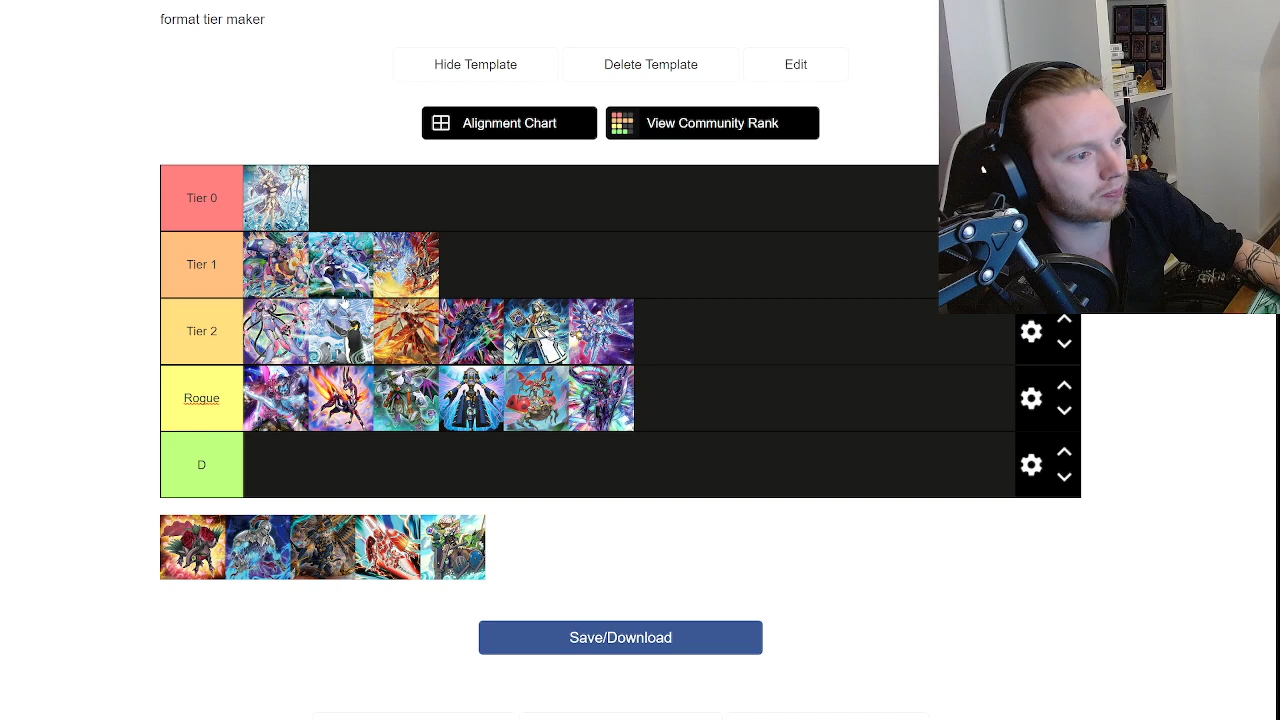 format tier maker
Hide Template
Delete Template
Edit
Alignment Chart
View Community Rank
Tier 0
Tier 1
Tier 2
Rogue
D
Save/Download